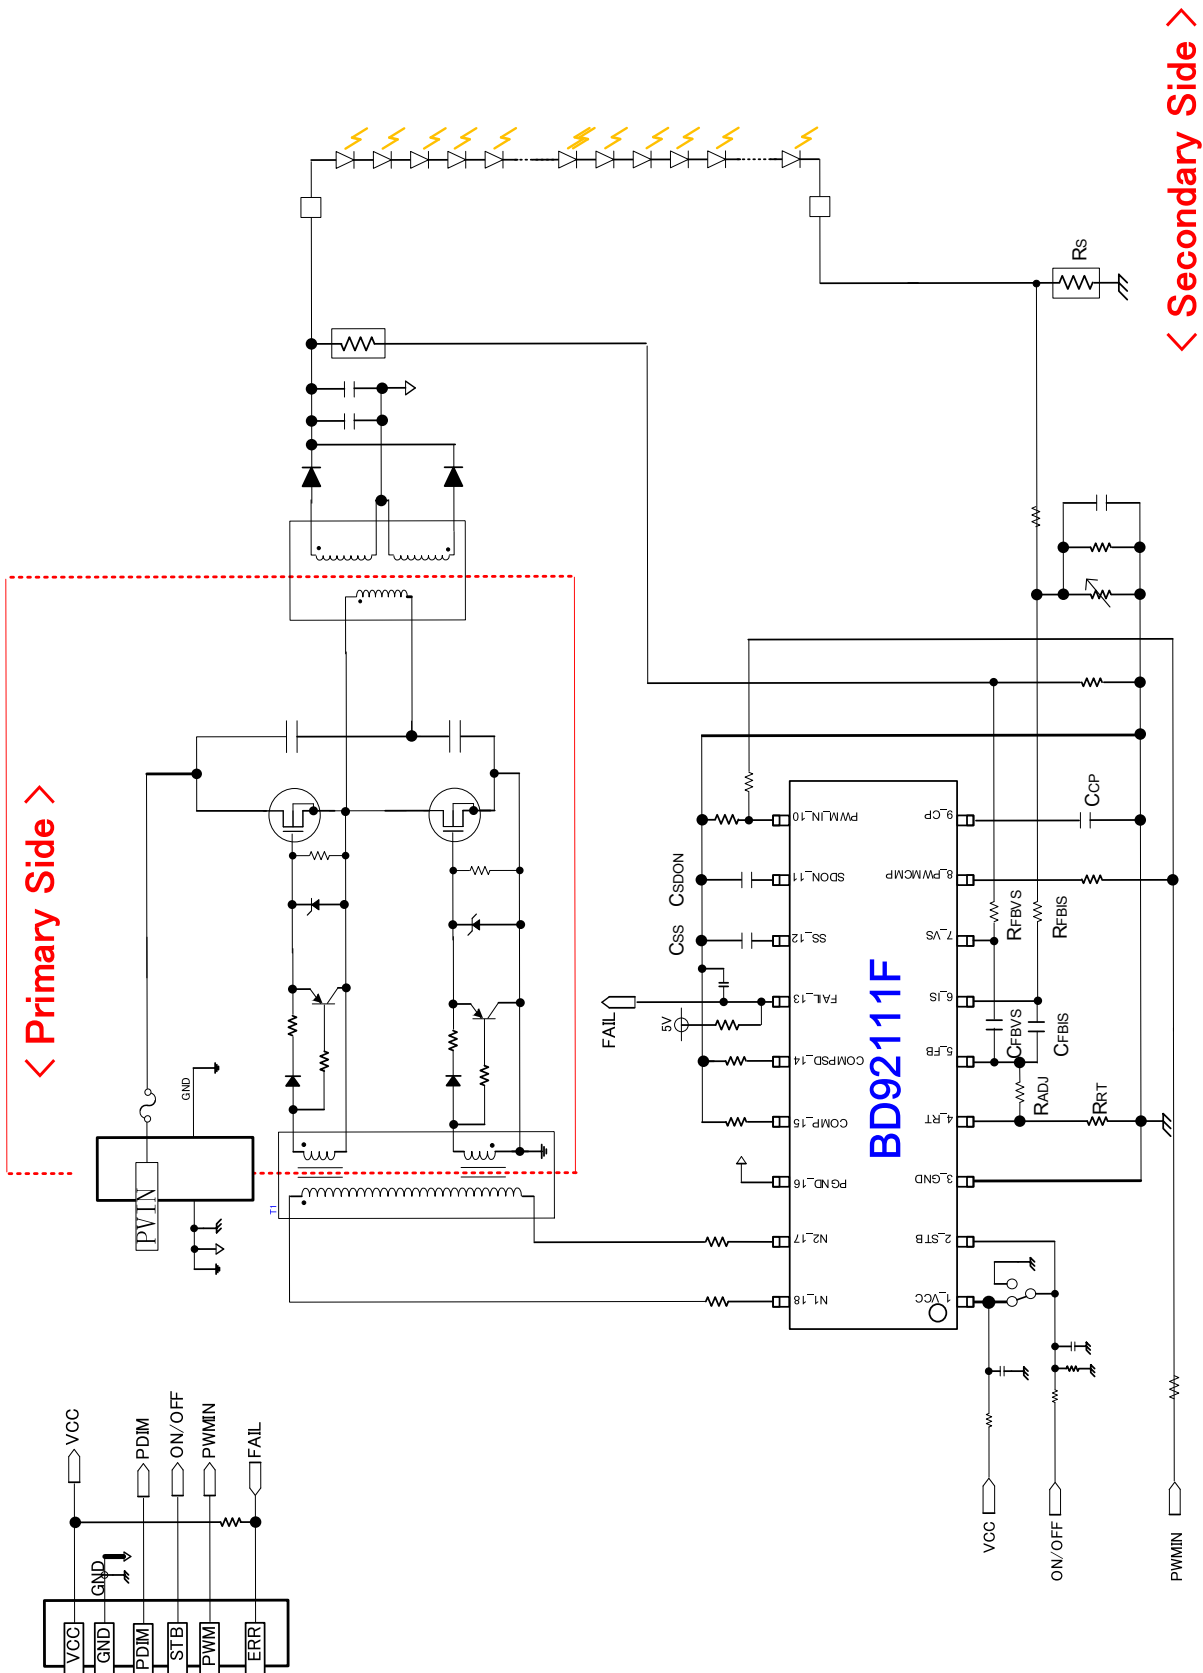 < Primary Side >
< Secondary Side >
PVIN
GND
T1
RS
VCC
PDIM
ON/OFF
PWMIN
FAIL
GND
VCC
GND
PDIM
STB
PWM
ERR
FAIL
5V
CSS
CSDON
BD92111F
N1_18
N2_17
PGND_16
COMP_15
COMPSD_14
FAIL_13
SS_12
SDON_11
PWM_IN_10
1_VCC
2_STB
3_GND
4_RT
5_FB
6_IS
7_VS
8_PWMCMP
9_CP
CCP
RFBVS
RFBIS
CFBVS
CFBIS
RADJ
RRT
VCC
ON/OFF
PWMIN